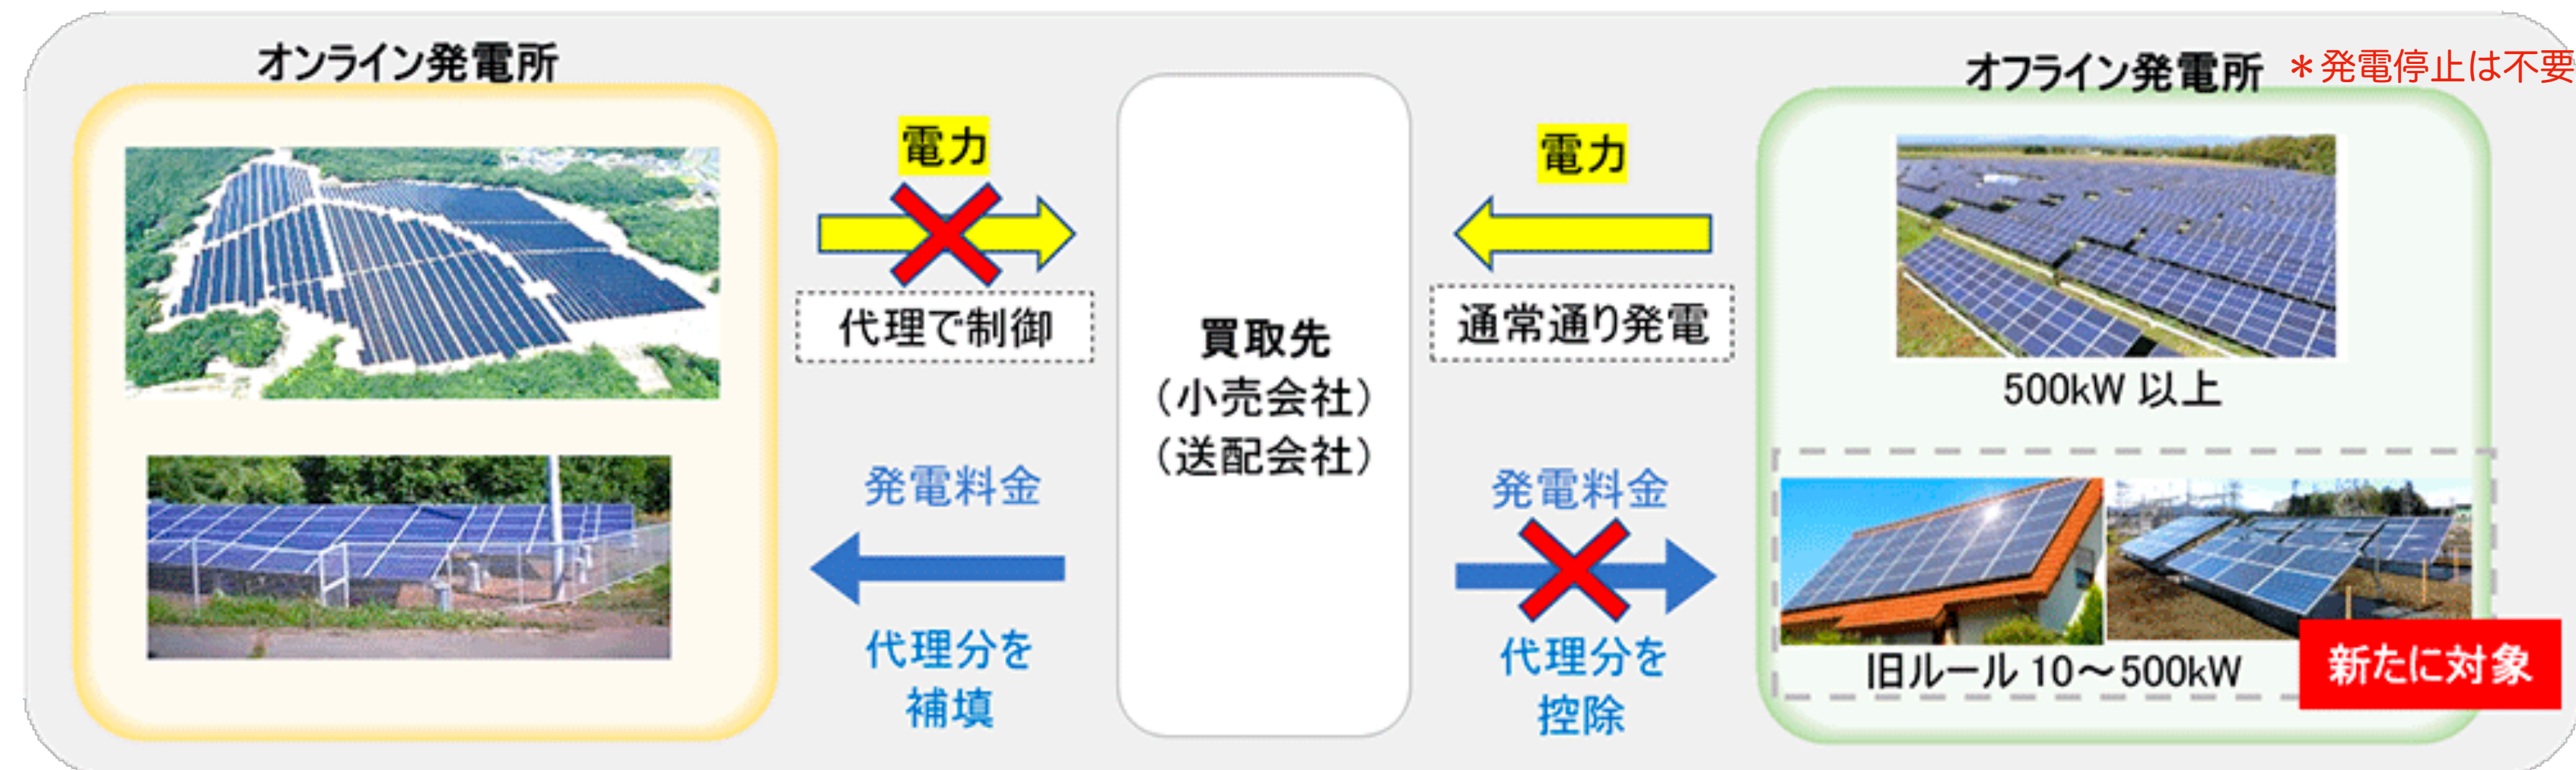 オンライン発電所
オフライン発電所 *発電停止は不要
電力
代理で制御
発電料金
代理分を
補填
買取先
(小売会社)
(送配会社)
電力
通常通り発電
発電料金
代理分を
控除
500kW 以上
旧ルール 10~500kW
新たに対象